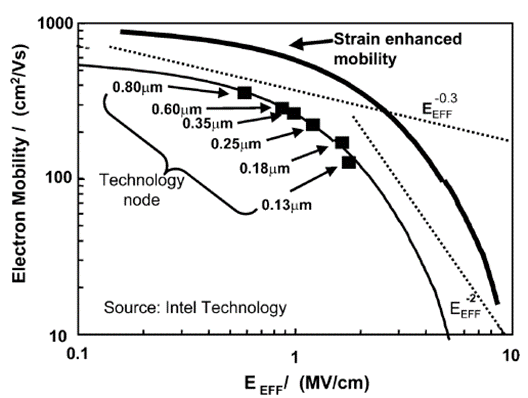 1000
100
10
Electron Mobility / (cm²/Vs)
Strain enhanced
mobility
E_EFF^-0.3
0.80µm
0.60µm
0.35µm
0.25µm
0.18µm
0.13µm
Technology
node
E_EFF^-2
Source: Intel Technology
0.1
1
10
E EFF/ (MV/cm)